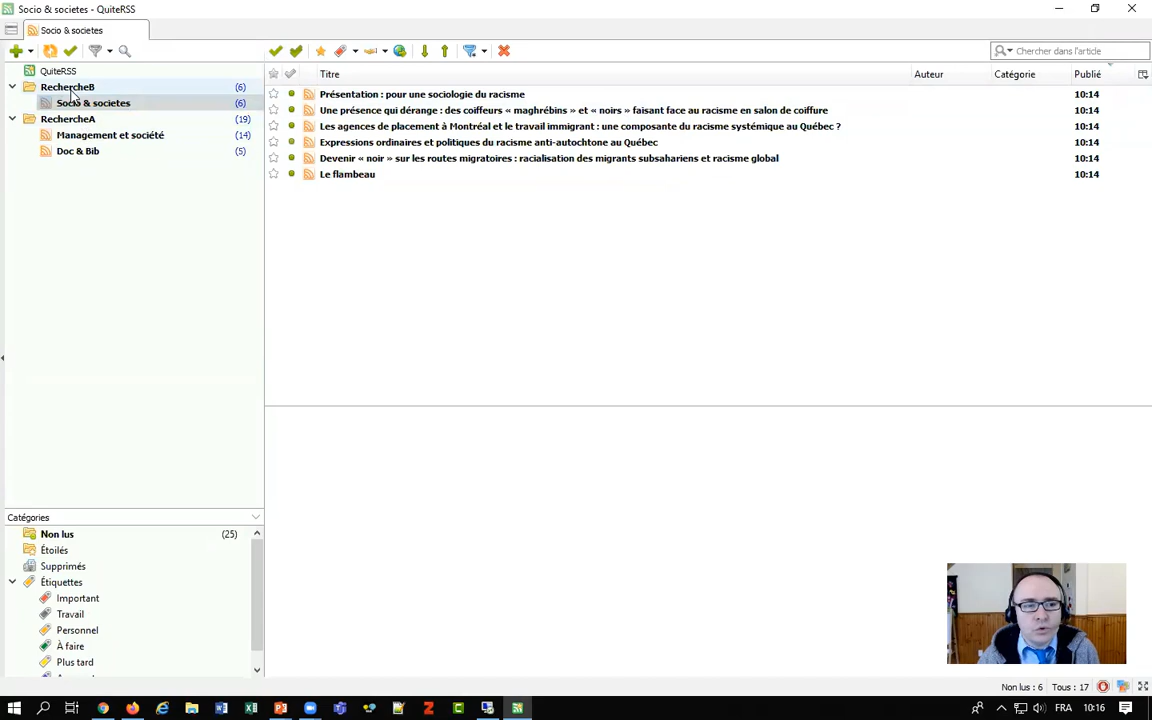 Socio & societes - QuiteRSS
Socio & societes
Chercher dans l'article
QuiteRSS
RechercheB (6)
Socio & societes (6)
RechercheA (19)
Management et société (14)
Doc & Bib (5)
Titre Auteur Catégorie Publié
Présentation : pour une sociologie du racisme 10:14
Une présence qui dérange : des coiffeurs « maghrébins » et « noirs » faisant face au racisme en salon de coiffure 10:14
Les agences de placement à Montréal et le travail immigrant : une composante du racisme systémique au Québec ? 10:14
Expressions ordinaires et politiques du racisme anti-autochtone au Québec 10:14
Devenir « noir » sur les routes migratoires : racialisation des migrants subsahariens et racisme global 10:14
Le flambeau 10:14
Catégories
Non lus (25)
Étoilés
Supprimés
Étiquettes
Important
Travail
Personnel
À faire
Plus tard
Non lus : 6 Tous : 17
FRA 10:16